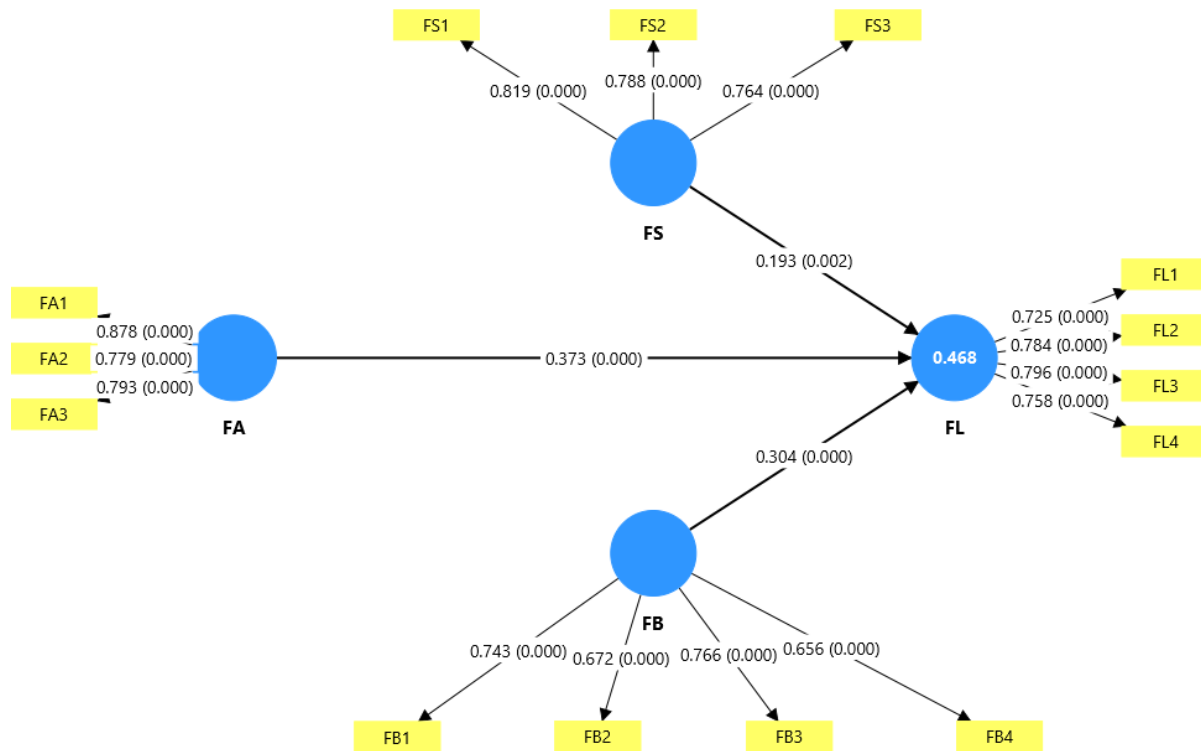 FS1
FS2
FS3
0.819 (0.000)
0.788 (0.000)
0.764 (0.000)
FS
0.193 (0.002)
FA1
FA2
FA3
0.878 (0.000)
0.779 (0.000)
0.793 (0.000)
FA
0.373 (0.000)
0.468
FL
0.725 (0.000)
0.784 (0.000)
0.796 (0.000)
0.758 (0.000)
FL1
FL2
FL3
FL4
0.304 (0.000)
FB
0.743 (0.000)
0.672 (0.000)
0.766 (0.000)
0.656 (0.000)
FB1
FB2
FB3
FB4